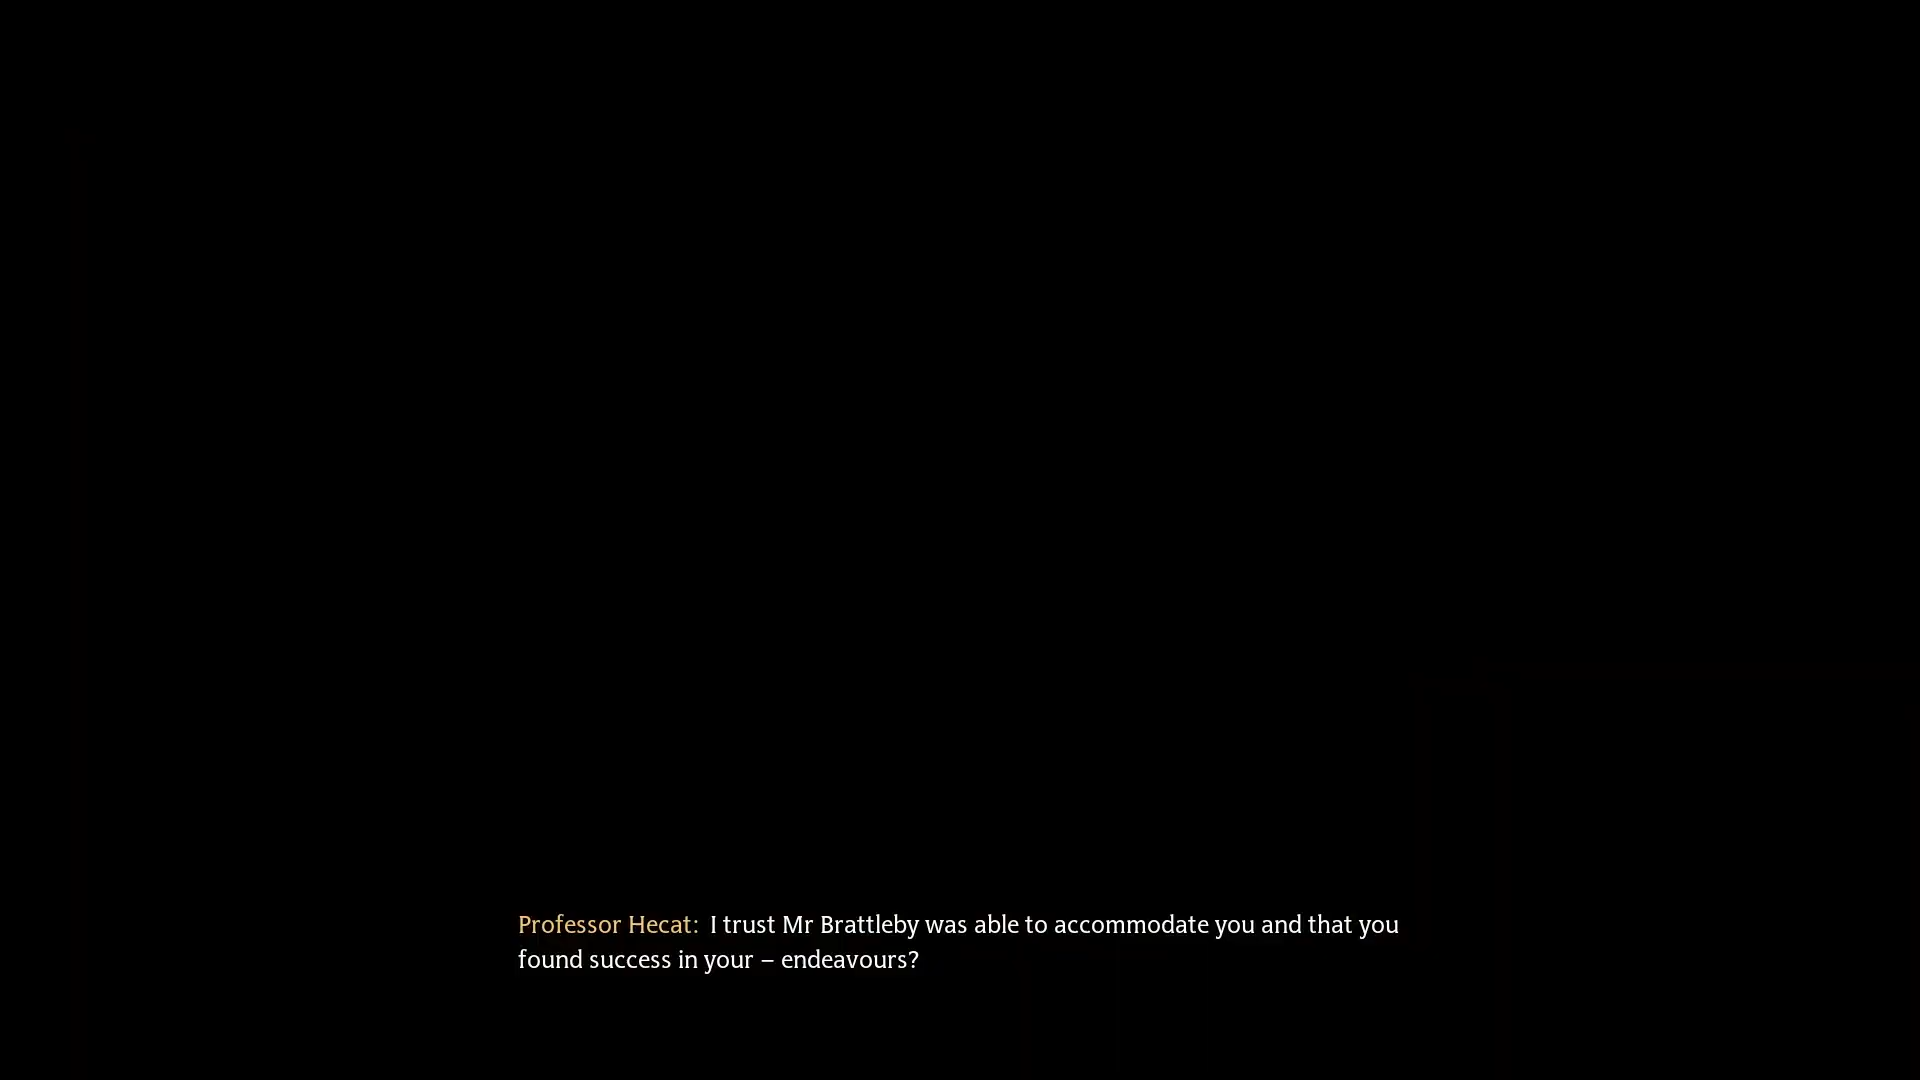 Professor Hecat: I trust Mr Brattleby was able to accommodate you and that you
found success in your – endeavours?